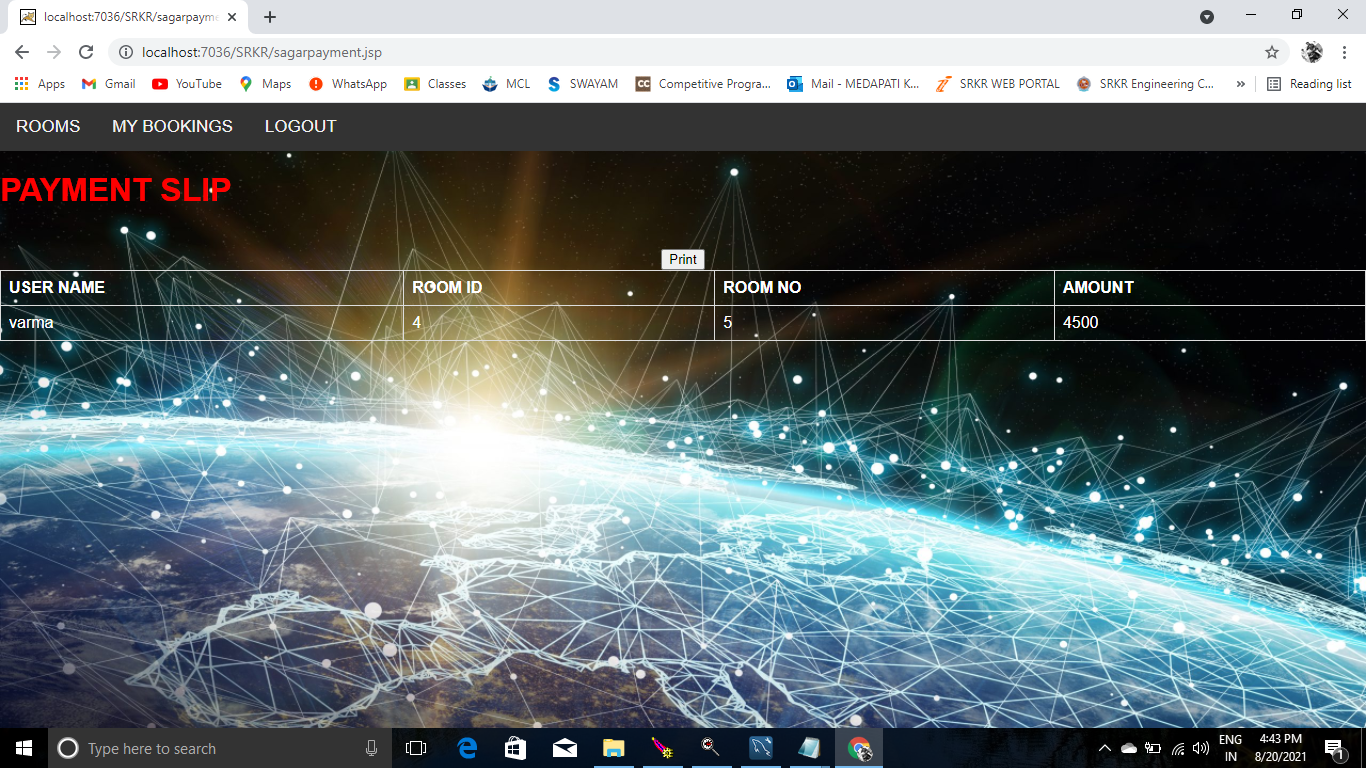 localhost:7036/SRKR/sagarpayme
localhost:7036/SRKR/sagarpayment.jsp
Apps Gmail YouTube Maps WhatsApp Classes MCL SWAYAM CC Competitive Progra... Mail - MEDAPATI K... SRKR WEB PORTAL SRKR Engineering C... » Reading list
ROOMS MY BOOKINGS LOGOUT
PAYMENT SLIP
Print
USER NAME ROOM ID ROOM NO AMOUNT
varma 4 5 4500
Type here to search ENG 4:43 PM
IN 8/20/2021 1